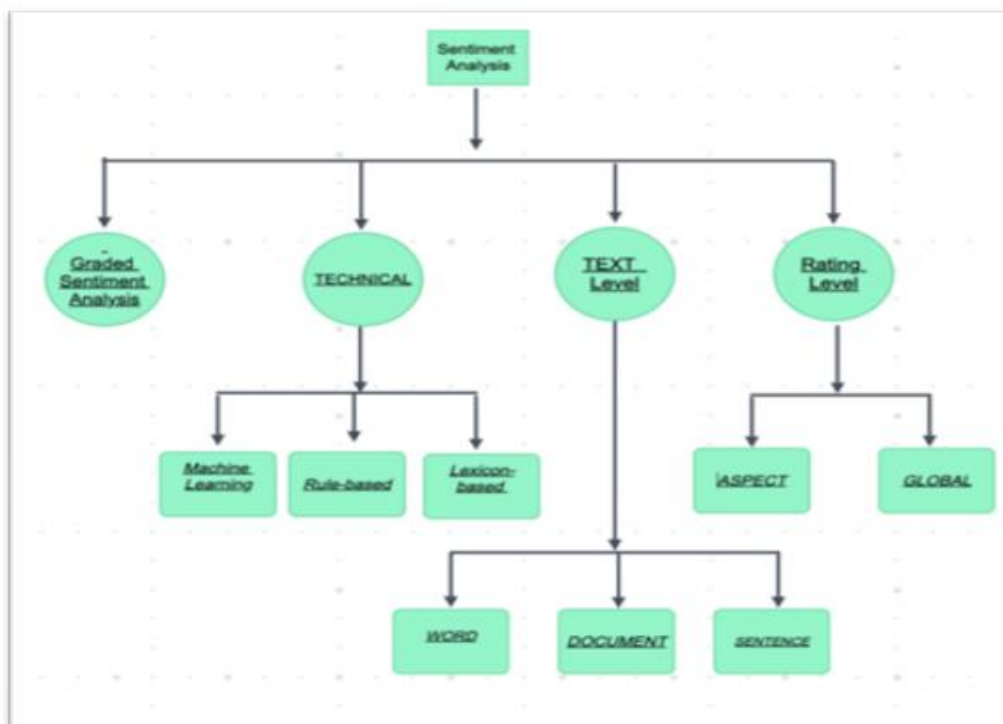 Sentiment
Analysis
Graded
Sentiment
Analysis
TECHNICAL
TEXT
Level
Rating
Level
Machine
Learning
Rule-based
Lexicon-
based
\ASPECT
GLOBAL
WORD
DOCUMENT
SENTENCE